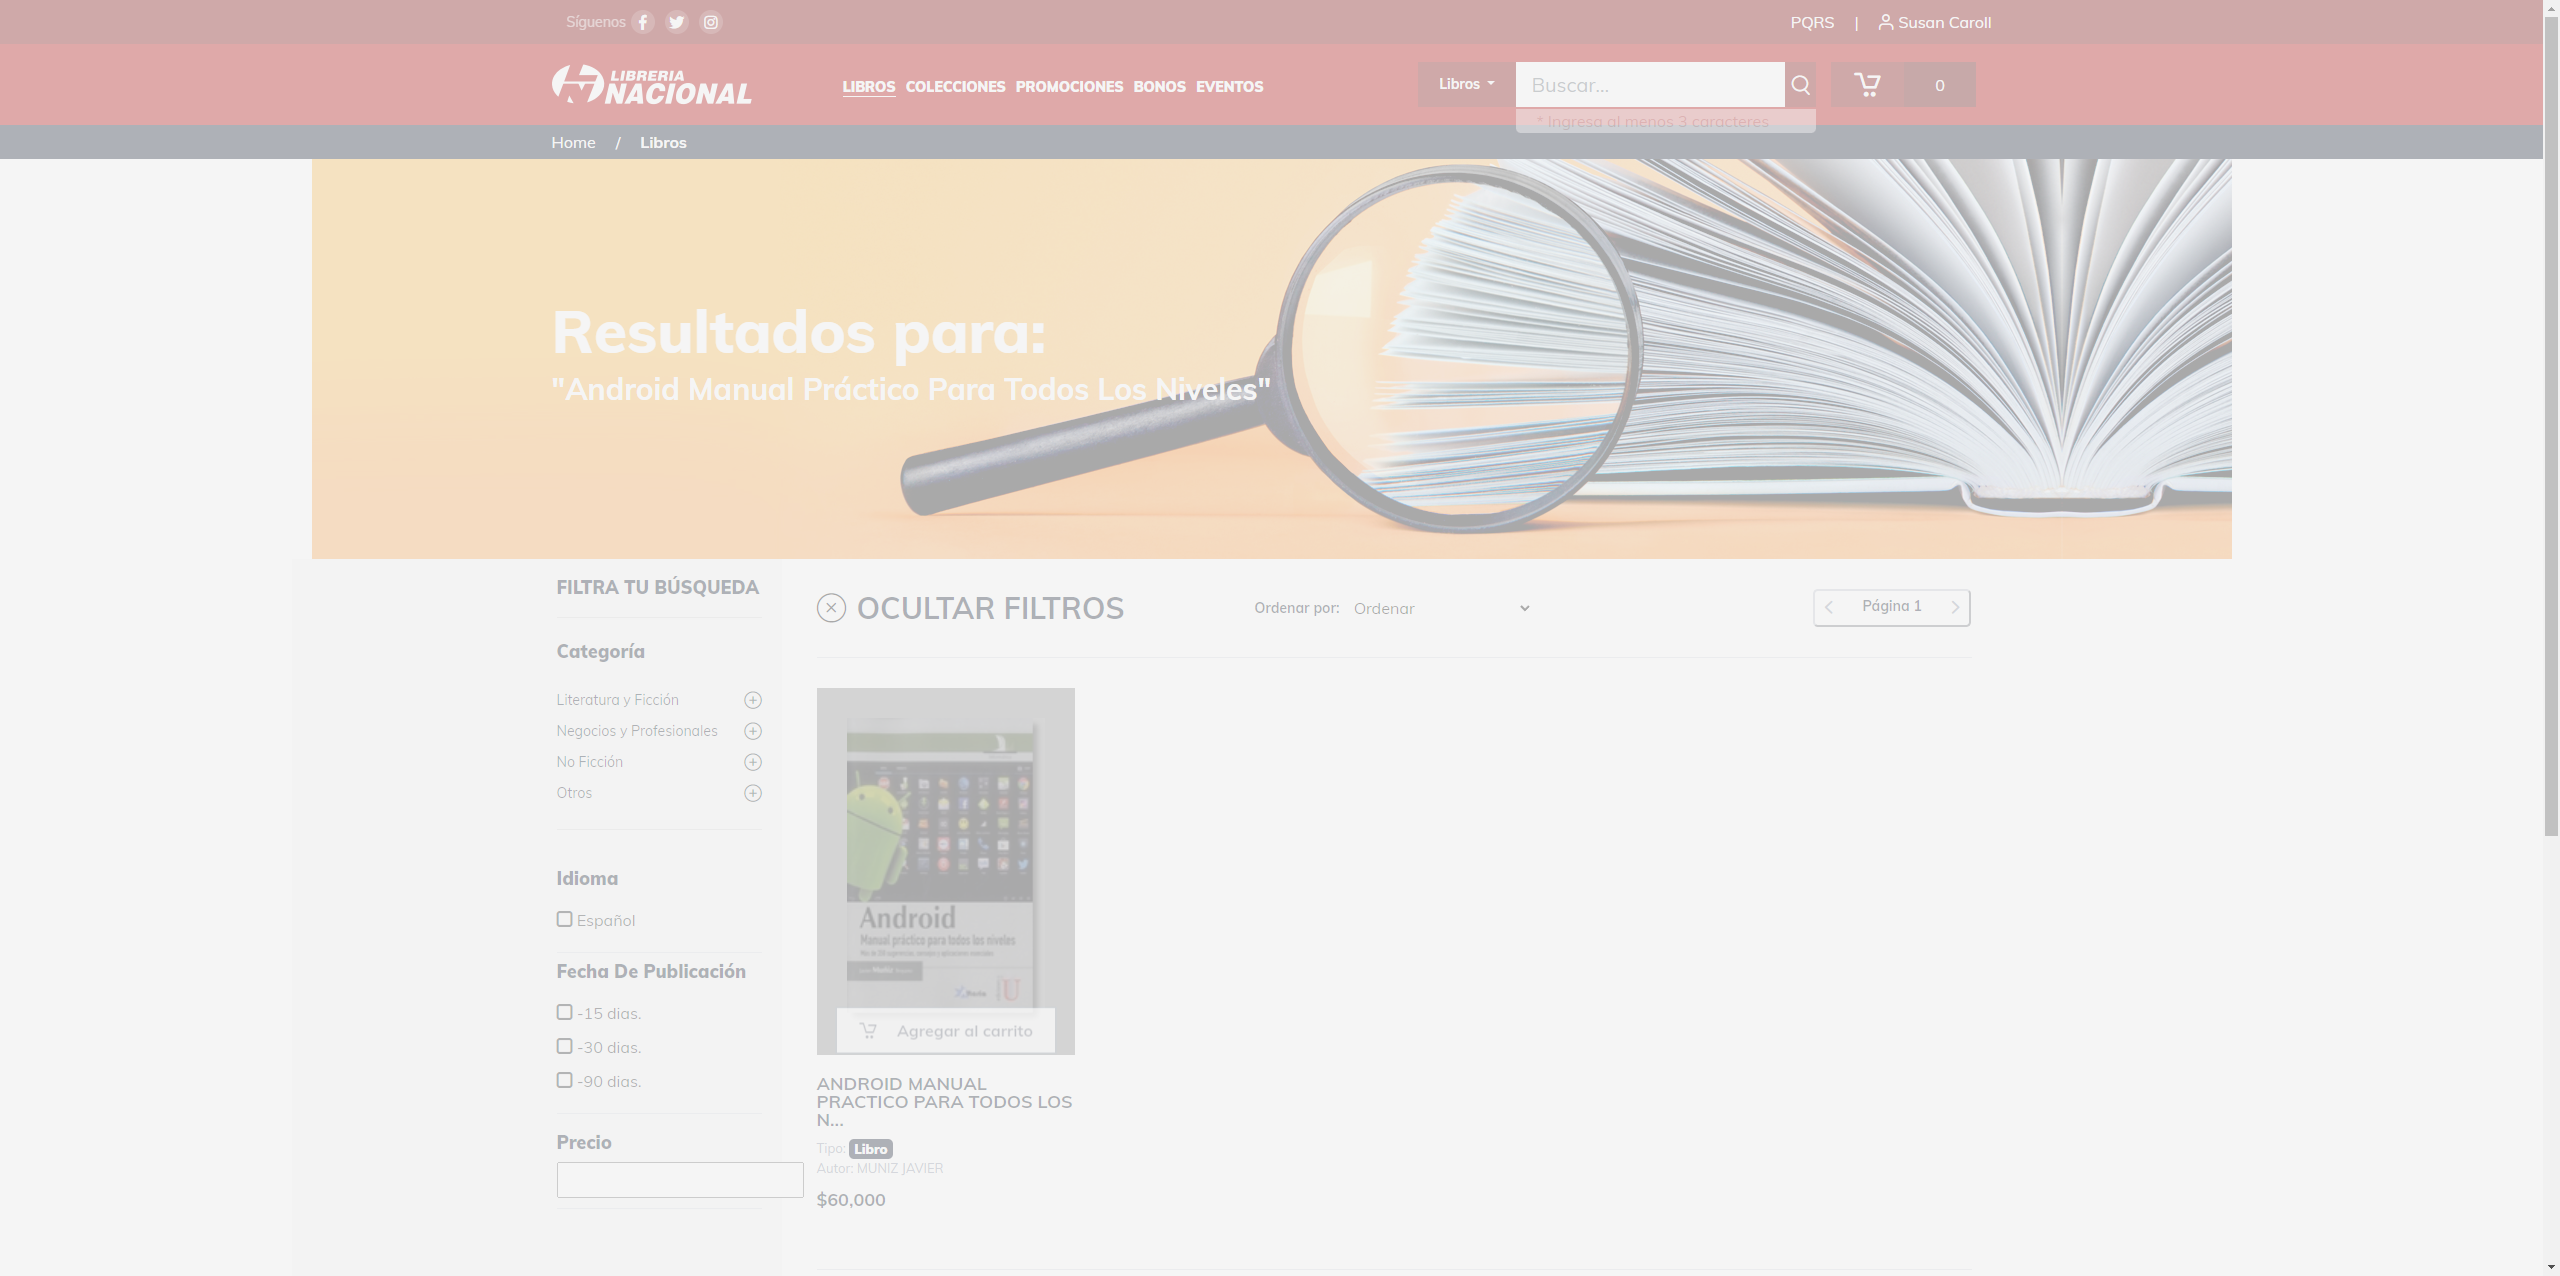 Síguenos
PQRS | Susan Caroll
LIBRERIA
NACIONAL
LIBROS COLECCIONES PROMOCIONES BONOS EVENTOS
Libros
Buscar...
0
* Ingresa al menos 3 caracteres
Home / Libros
Resultados para:
"Android Manual Práctico Para Todos Los Niveles"
FILTRA TU BÚSQUEDA
Categoría
Literatura y Ficción
Negocios y Profesionales
No Ficción
Otros
Idioma
Español
Fecha De Publicación
-15 dias.
-30 dias.
-90 dias.
Precio
OCULTAR FILTROS
Ordenar por: Ordenar
Página 1
Android
Manual práctico para todos los niveles
Agregar al carrito
ANDROID MANUAL
PRACTICO PARA TODOS LOS
N...
Tipo: Libro
Autor: MUNIZ JAVIER
$60,000